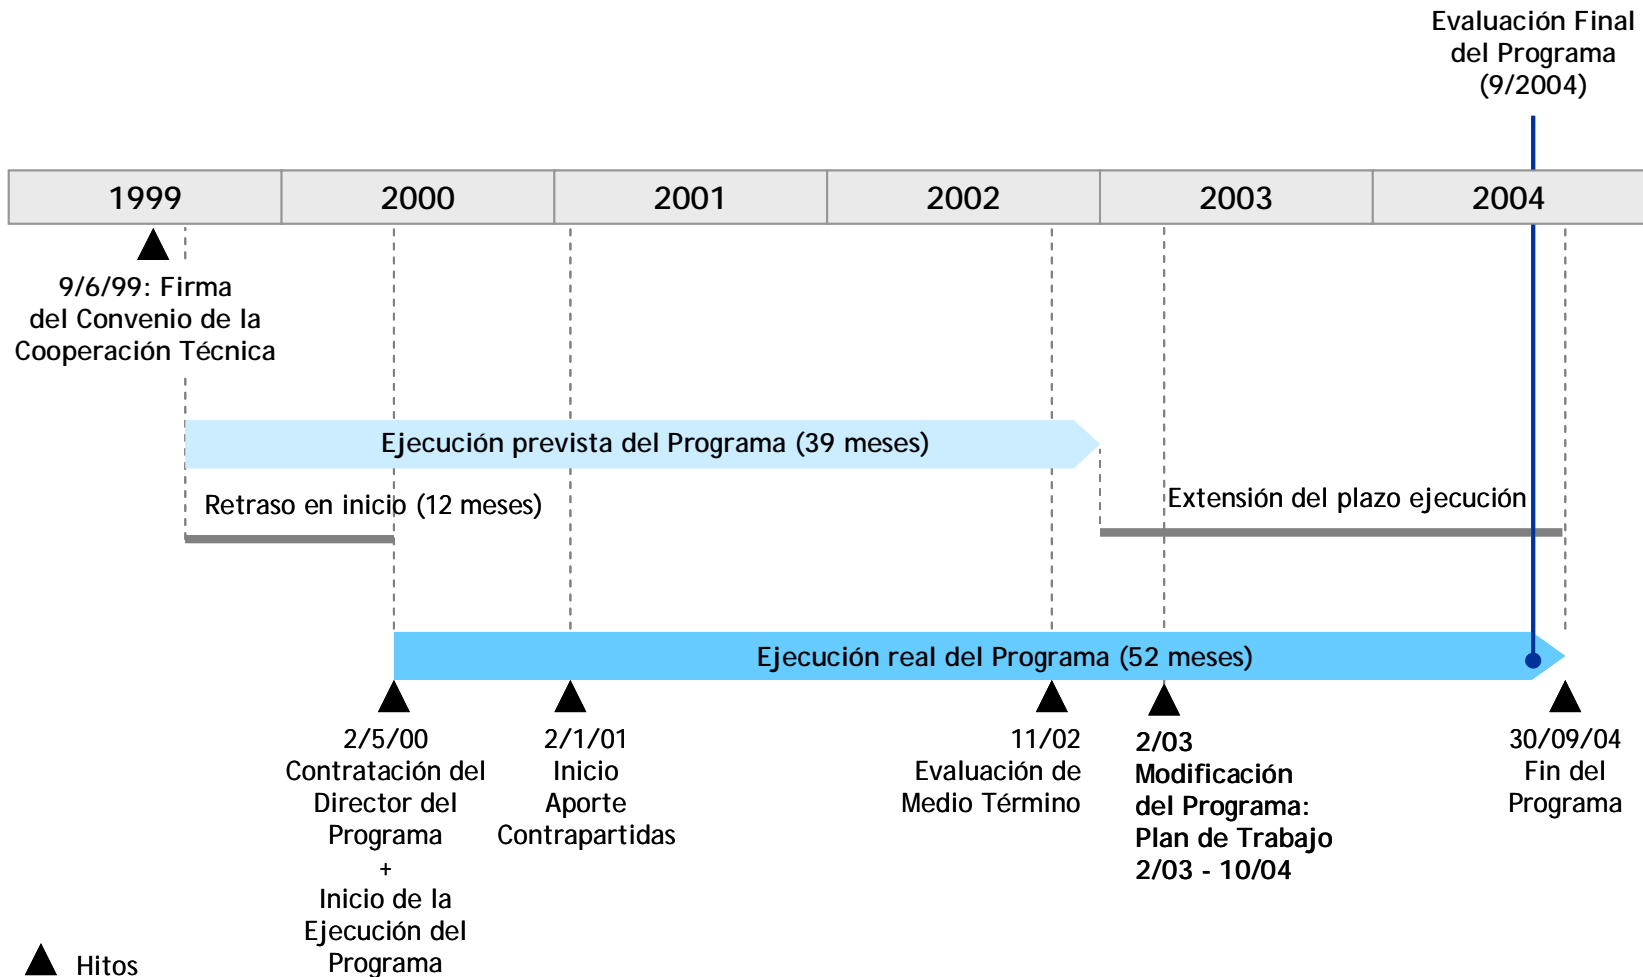 Evaluación Final
del Programa
(9/2004)
1999
2000
2001
2002
2003
2004
9/6/99: Firma
del Convenio de la
Cooperación Técnica
Ejecución prevista del Programa (39 meses)
Retraso en inicio (12 meses)
Extensión del plazo ejecución
Ejecución real del Programa (52 meses)
2/5/00
Contratación del
Director del
Programa
+
Inicio de la
Ejecución del
Programa
2/1/01
Inicio
Aporte
Contrapartidas
11/02
Evaluación de
Medio Término
2/03
Modificación
del Programa:
Plan de Trabajo
2/03 - 10/04
30/09/04
Fin del
Programa
Hitos